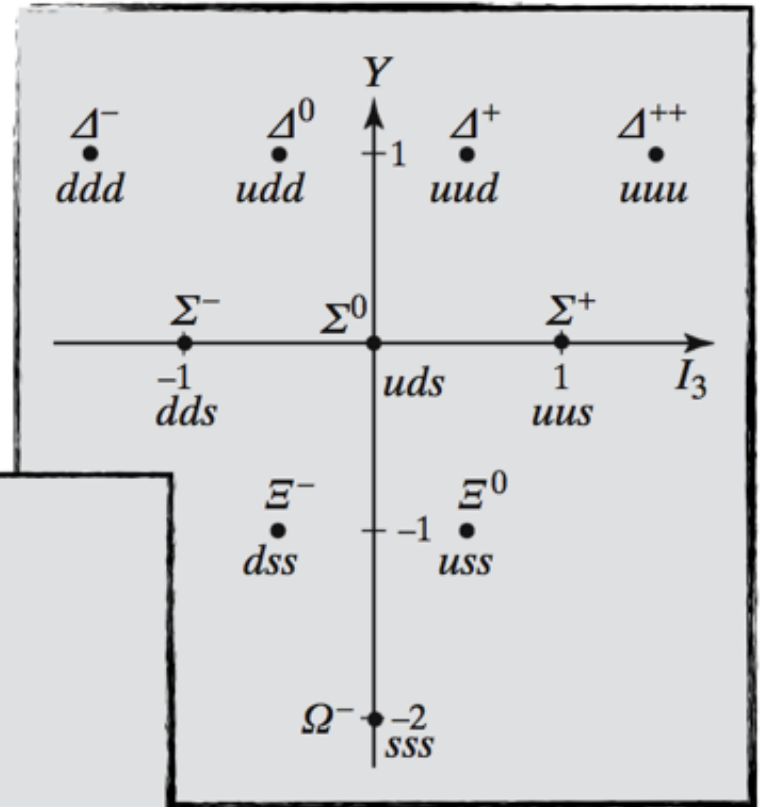 Y
Δ⁻ Δ⁰ Δ⁺ Δ⁺⁺
1
ddd udd uud uuu
Σ⁻ Σ⁰ Σ⁺
–1 uds 1 I₃
dds uus
Ξ⁻ Ξ⁰
–1
dss uss
Ω⁻ –2
sss